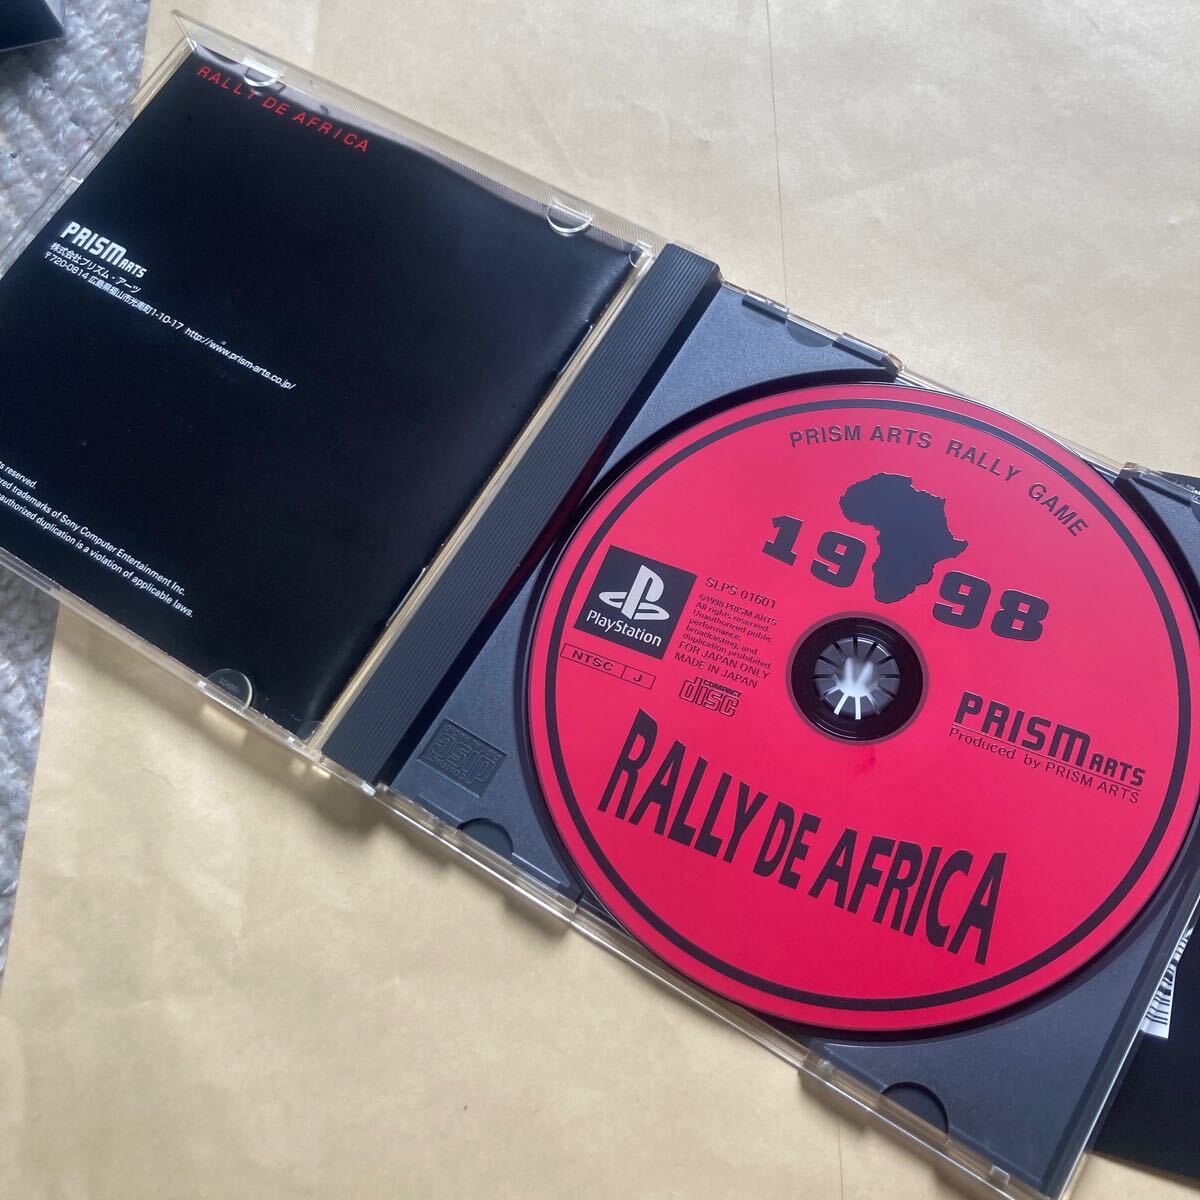 RALLY DE AFRICA
PRISM ARTS
株式会社プリズム・アーツ
〒720-0814 広島県福山市光南町1-10-17 http://www.prism-arts.co.jp/
reserved.
trademarks of Sony Computer Entertainment Inc.
duplication is a violation of applicable laws.
PRISM ARTS RALLY GAME
1998
PlayStation
NTSC J
SLPS 01601
©1998 PRISM ARTS
All rights reserved.
Unauthorized public
performance,
broadcasting, and
duplication prohibited
FOR JAPAN ONLY
MADE IN JAPAN
COMPACT
disc
PRISM ARTS
Produced by PRISM ARTS
RALLY DE AFRICA